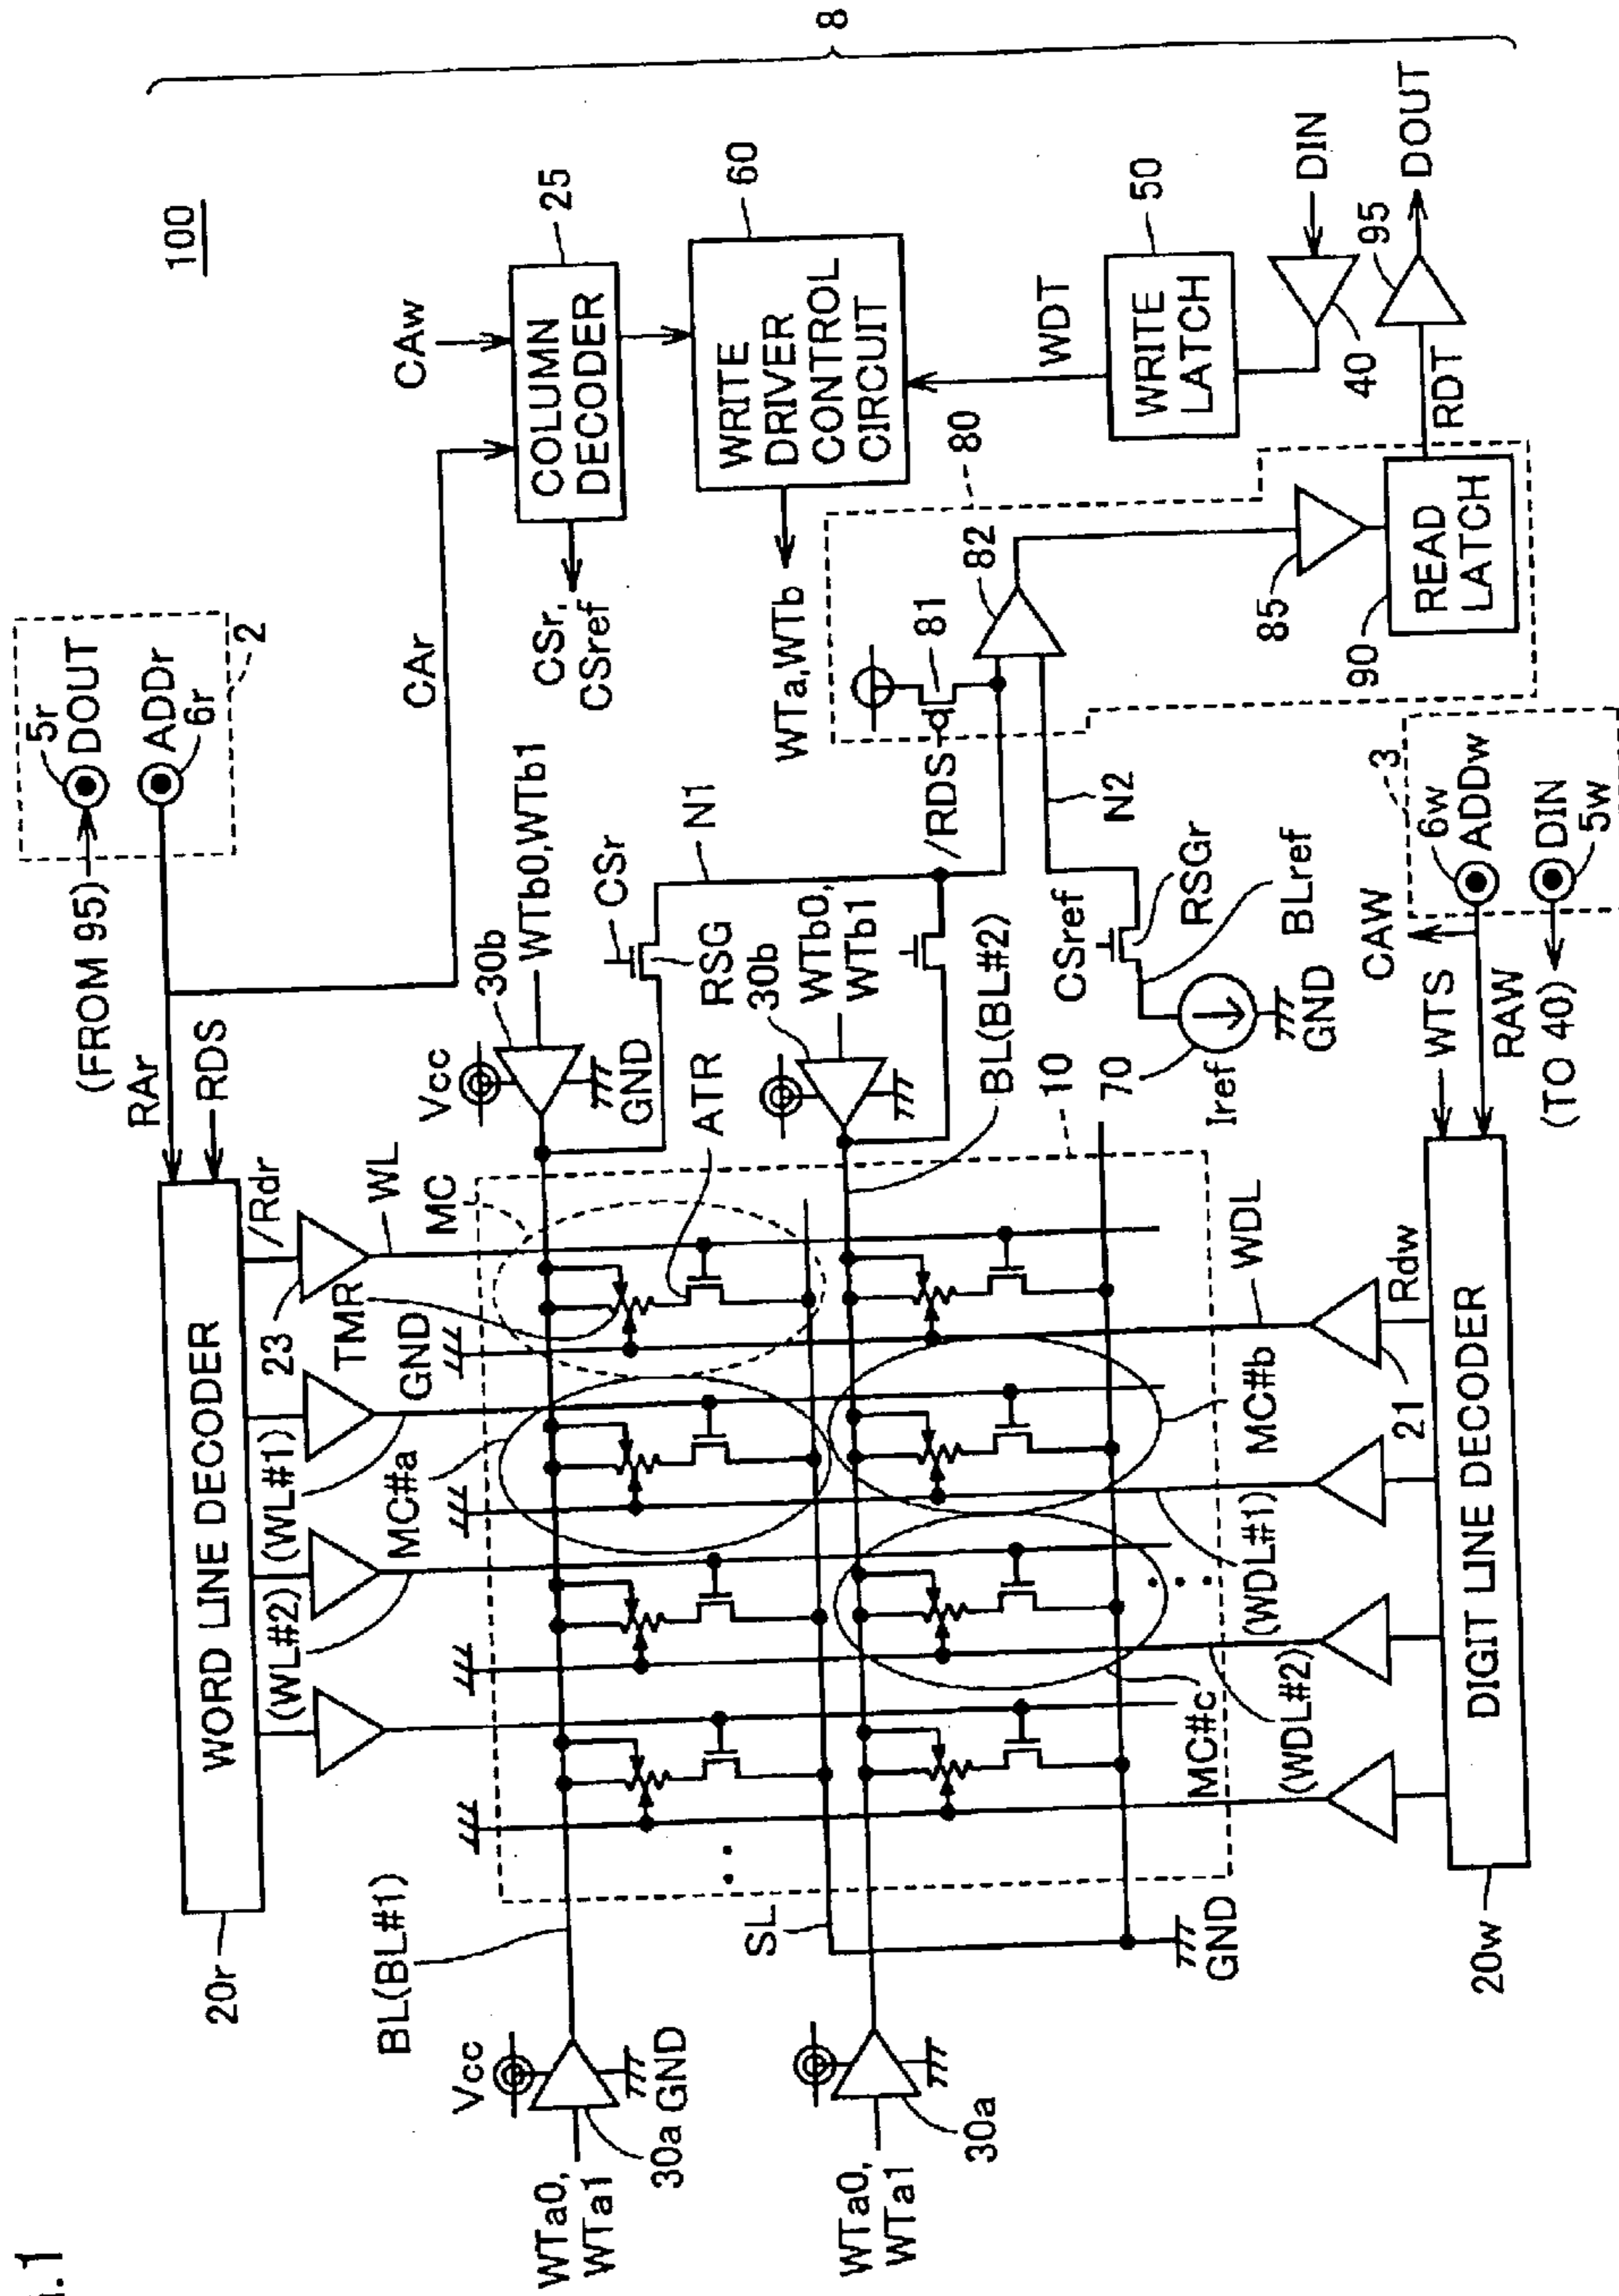 .1
100
8
5r
DOUT
(FROM 95)
ADDr
6r
2
RAr
RDS
CAr
CAw
WORD LINE DECODER
20r
COLUMN
DECODER
25
CSr,
CSref
WRITE
DRIVER
CONTROL
CIRCUIT
60
WTa,WTb
WDT
WRITE
LATCH
50
DIN
40
95
DOUT
RDT
80
82
81
/RDS
85
90
READ
LATCH
/Rdr
WL
23
MC
TMR
GND
(WL#1)
MC#a
(WL#2)
Vcc
30b
WTb0,WTb1
GND
ATR
CSr
RSG
N1
30b
WTb0,
WTb1
BL(BL#2)
10
N2
CSref
RSGr
BLref
70
Iref
GND
BL(BL#1)
Vcc
GND
30a
WTa0,
WTa1
SL
GND
30a
WTa0,
WTa1
WDL
MC#b
(WDL#1)
MC#c
(WDL#2)
Rdw
21
DIGIT LINE DECODER
20w
WTS
RAW
CAW
3
6w
ADDw
DIN
5w
(TO 40)